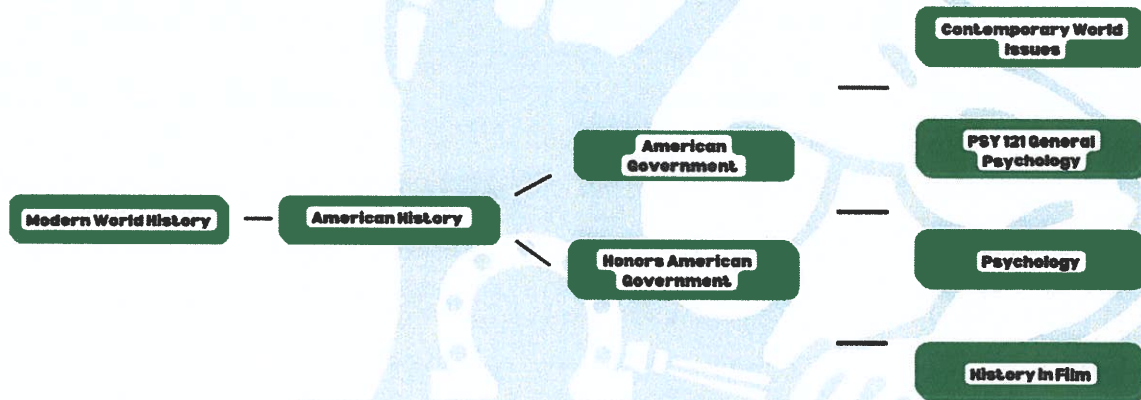 Modern World History
American History
American
Government
Honors American
Government
Contemporary World
Issues
PSY 121 General
Psychology
Psychology
History in Film